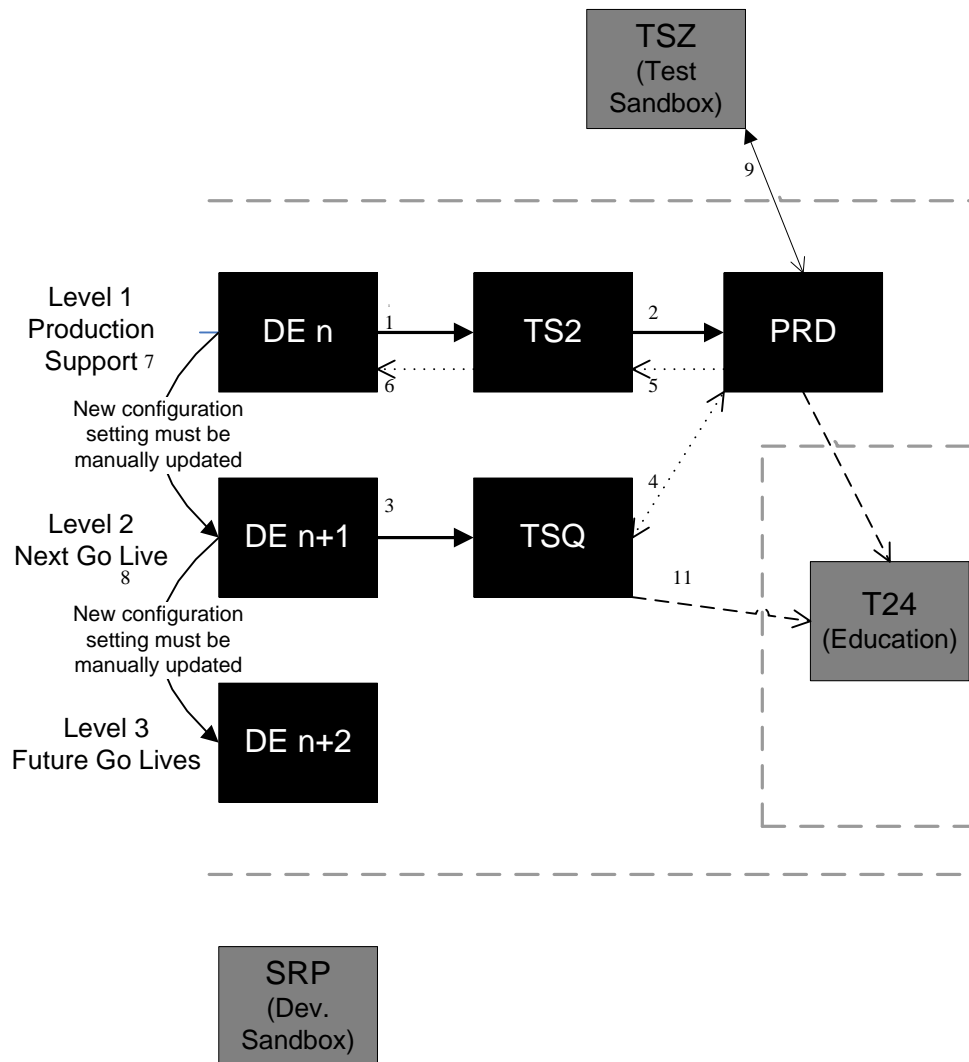 TSZ
(Test
Sandbox)
9
Level 1
Production
Support 7
DE n
1
TS2
2
PRD
6
5
New configuration
setting must be
manually updated
4
Level 2
Next Go Live
8
DE n+1
3
TSQ
11
T24
(Education)
New configuration
setting must be
manually updated
Level 3
Future Go Lives
DE n+2
SRP
(Dev.
Sandbox)